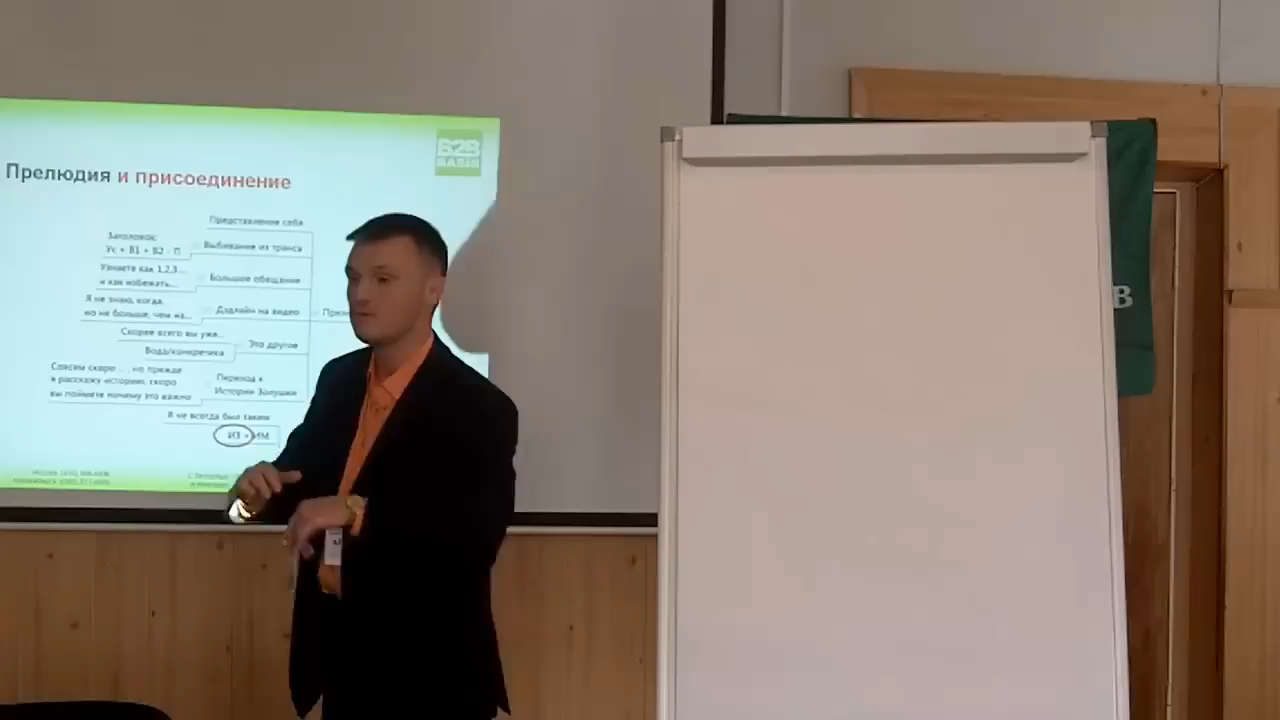 B2B
BASIS
Прелюдия и присоединение
Представление себя
Заголовок:
Ус + В1 + В2 - П
Выбивание из транса
Узнаете как 1,2,3...
и как избежать...
Большое обещание
Я не знаю, когда,
но не больше, чем на...
Дэдлайн на видео
Скорее всего вы уже...
Вода/конкретика
Это другое
Совсем скоро ... , но прежде
я расскажу историю, скоро
вы поймете почему это важно
Переход к
Истории Золушки
Я не всегда был таким
ИЗ + ИМ
В